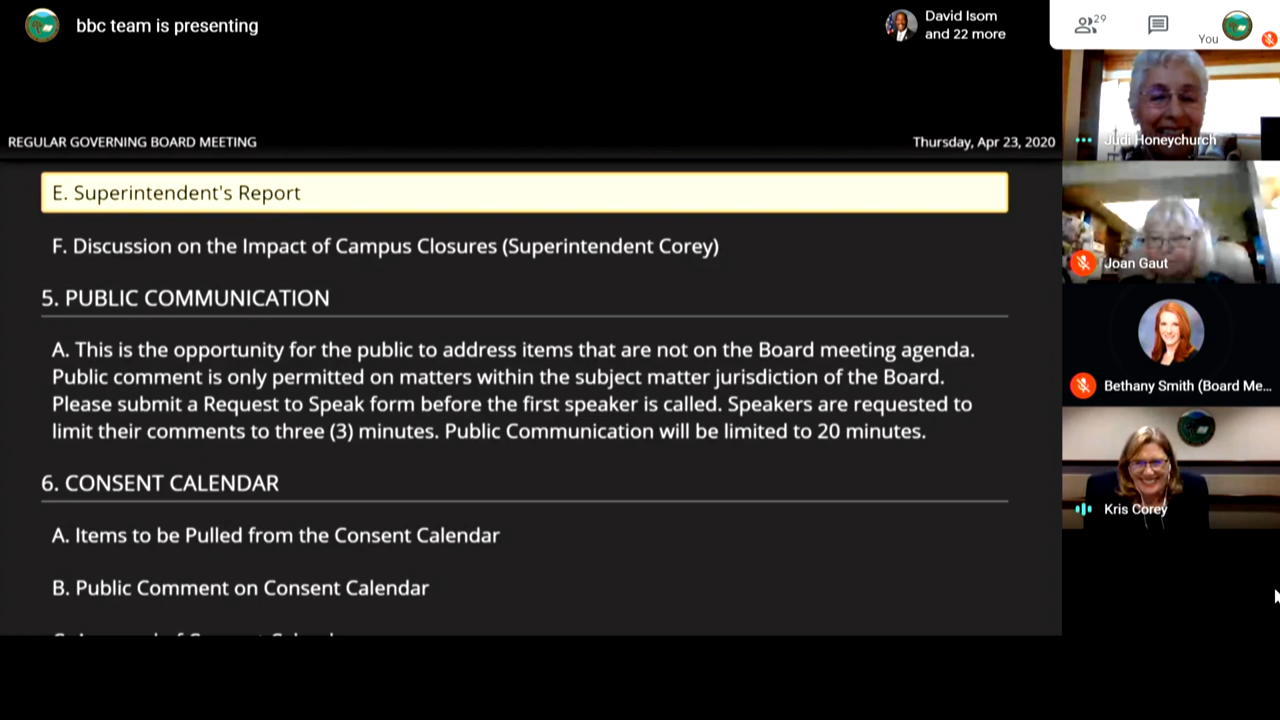 bbc team is presenting
David Isom
and 22 more
29
You
REGULAR GOVERNING BOARD MEETING
Thursday, Apr 23, 2020
E. Superintendent's Report
F. Discussion on the Impact of Campus Closures (Superintendent Corey)
5. PUBLIC COMMUNICATION
A. This is the opportunity for the public to address items that are not on the Board meeting agenda.
Public comment is only permitted on matters within the subject matter jurisdiction of the Board.
Please submit a Request to Speak form before the first speaker is called. Speakers are requested to
limit their comments to three (3) minutes. Public Communication will be limited to 20 minutes.
6. CONSENT CALENDAR
A. Items to be Pulled from the Consent Calendar
B. Public Comment on Consent Calendar
Judi Honeychurch
Joan Gaut
Bethany Smith (Board Me...
Kris Corey